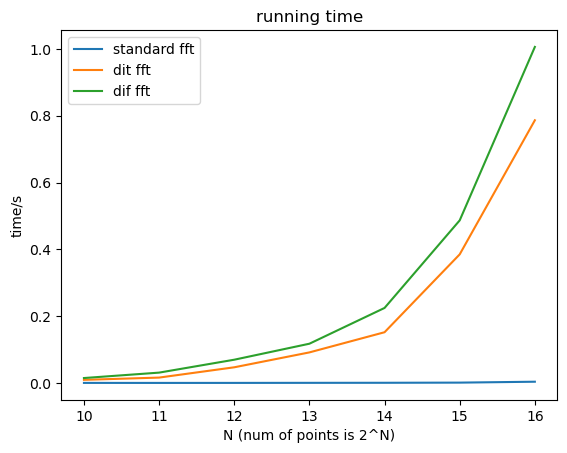 running time
standard fft
dit fft
dif fft
1.0
0.8
0.6
0.4
0.2
0.0
time/s
10 11 12 13 14 15 16
N (num of points is 2^N)